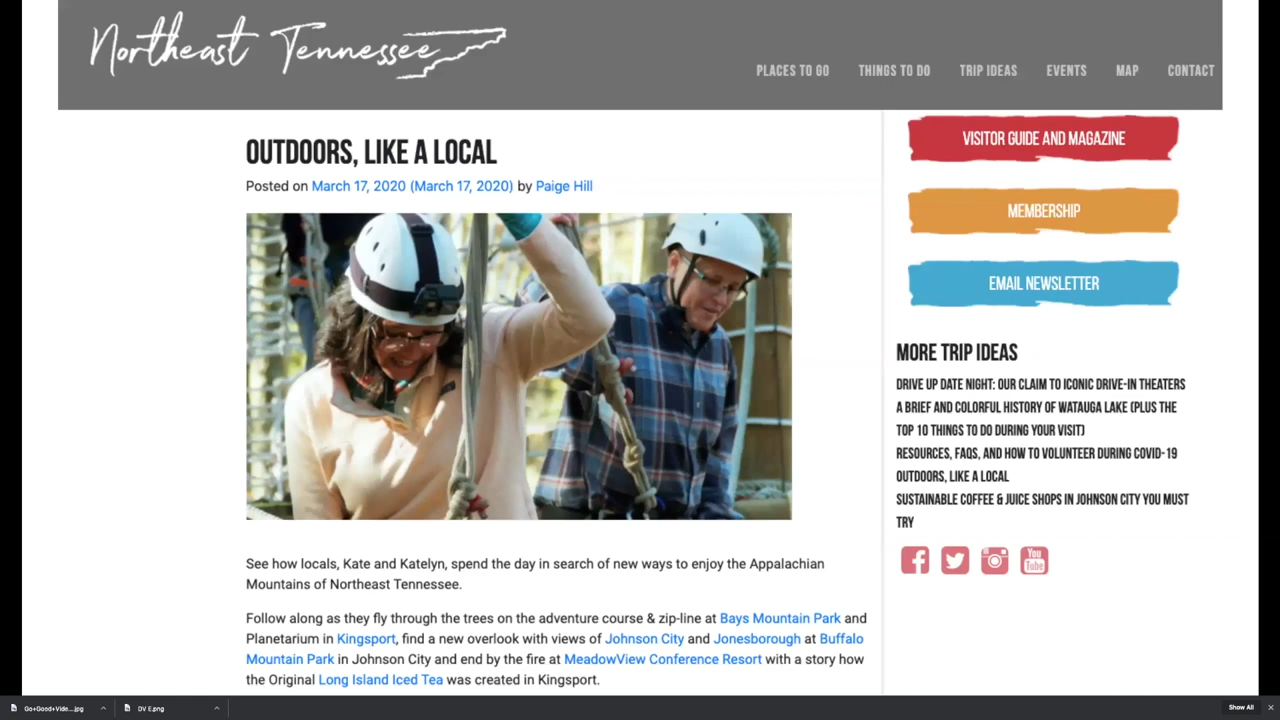 Northeast Tennessee
PLACES TO GO THINGS TO DO TRIP IDEAS EVENTS MAP CONTACT
OUTDOORS, LIKE A LOCAL
Posted on March 17, 2020 (March 17, 2020) by Paige Hill
See how locals, Kate and Katelyn, spend the day in search of new ways to enjoy the Appalachian
Mountains of Northeast Tennessee.
Follow along as they fly through the trees on the adventure course & zip-line at Bays Mountain Park and
Planetarium in Kingsport, find a new overlook with views of Johnson City and Jonesborough at Buffalo
Mountain Park in Johnson City and end by the fire at MeadowView Conference Resort with a story how
the Original Long Island Iced Tea was created in Kingsport.
VISITOR GUIDE AND MAGAZINE
MEMBERSHIP
EMAIL NEWSLETTER
MORE TRIP IDEAS
DRIVE UP DATE NIGHT: OUR CLAIM TO ICONIC DRIVE-IN THEATERS
A BRIEF AND COLORFUL HISTORY OF WATAUGA LAKE (PLUS THE
TOP 10 THINGS TO DO DURING YOUR VISIT)
RESOURCES, FAQS, AND HOW TO VOLUNTEER DURING COVID-19
OUTDOORS, LIKE A LOCAL
SUSTAINABLE COFFEE & JUICE SHOPS IN JOHNSON CITY YOU MUST
TRY
You
Tube
Go+Good+Vide....jpg DV E.png Show All